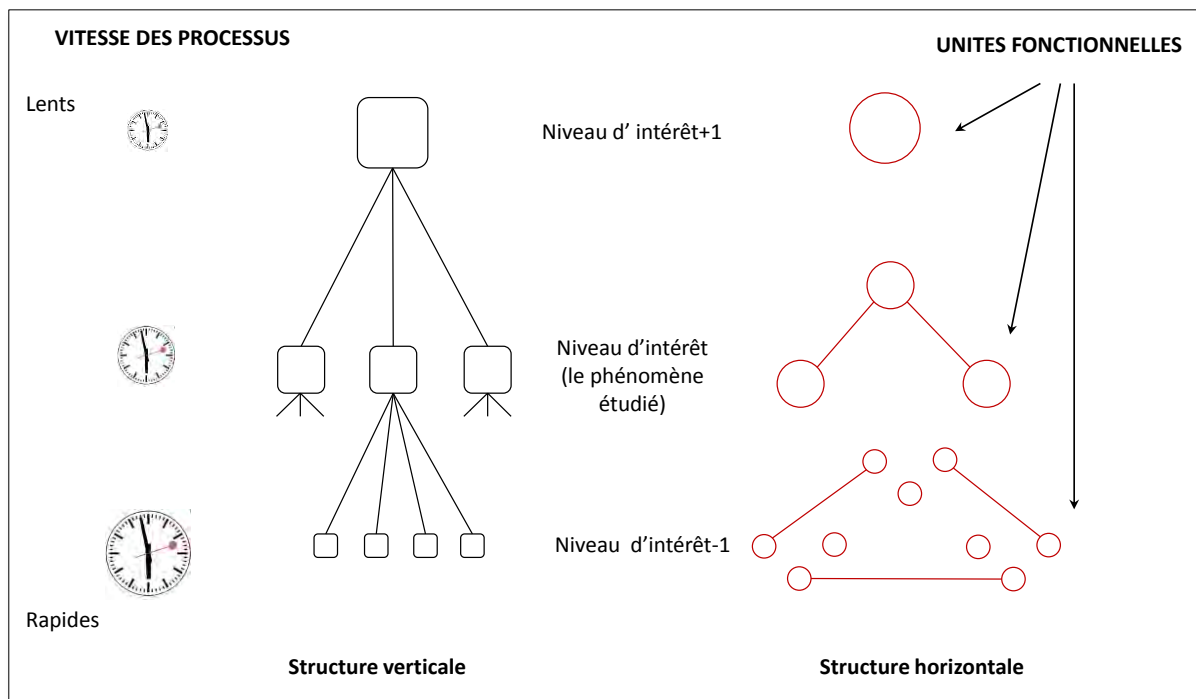 VITESSE DES PROCESSUS
UNITES FONCTIONNELLES
Lents
Niveau d' intérêt+1
Niveau d'intérêt
(le phénomène
étudié)
Niveau d'intérêt-1
Rapides
Structure verticale
Structure horizontale